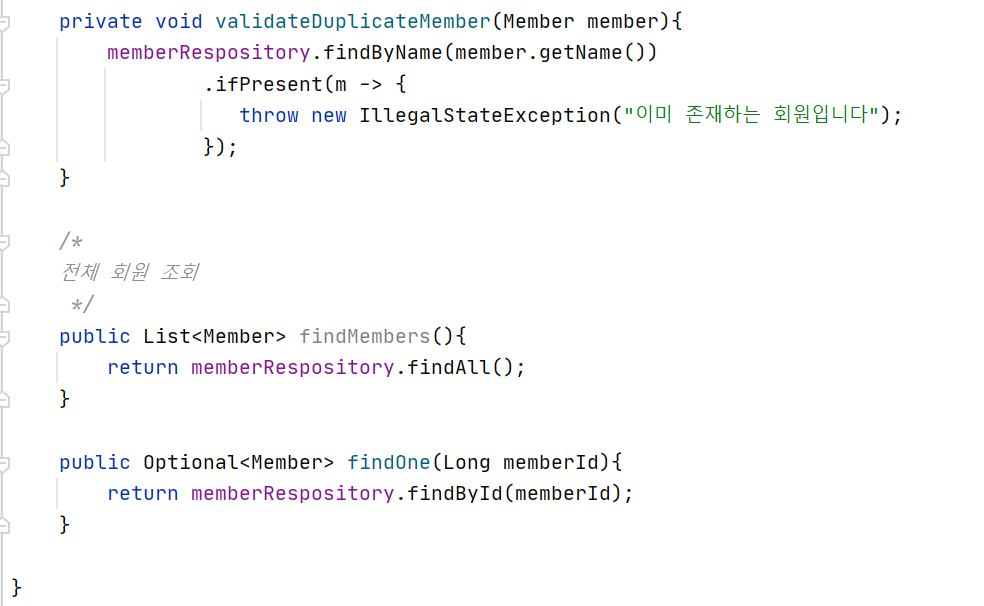 private void validateDuplicateMember(Member member){
memberRespository.findByName(member.getName())
.ifPresent(m -> {
throw new IllegalStateException("이미 존재하는 회원입니다");
});
}
/*
전체 회원 조회
*/
public List<Member> findMembers(){
return memberRespository.findAll();
}
public Optional<Member> findOne(Long memberId){
return memberRespository.findById(memberId);
}
}